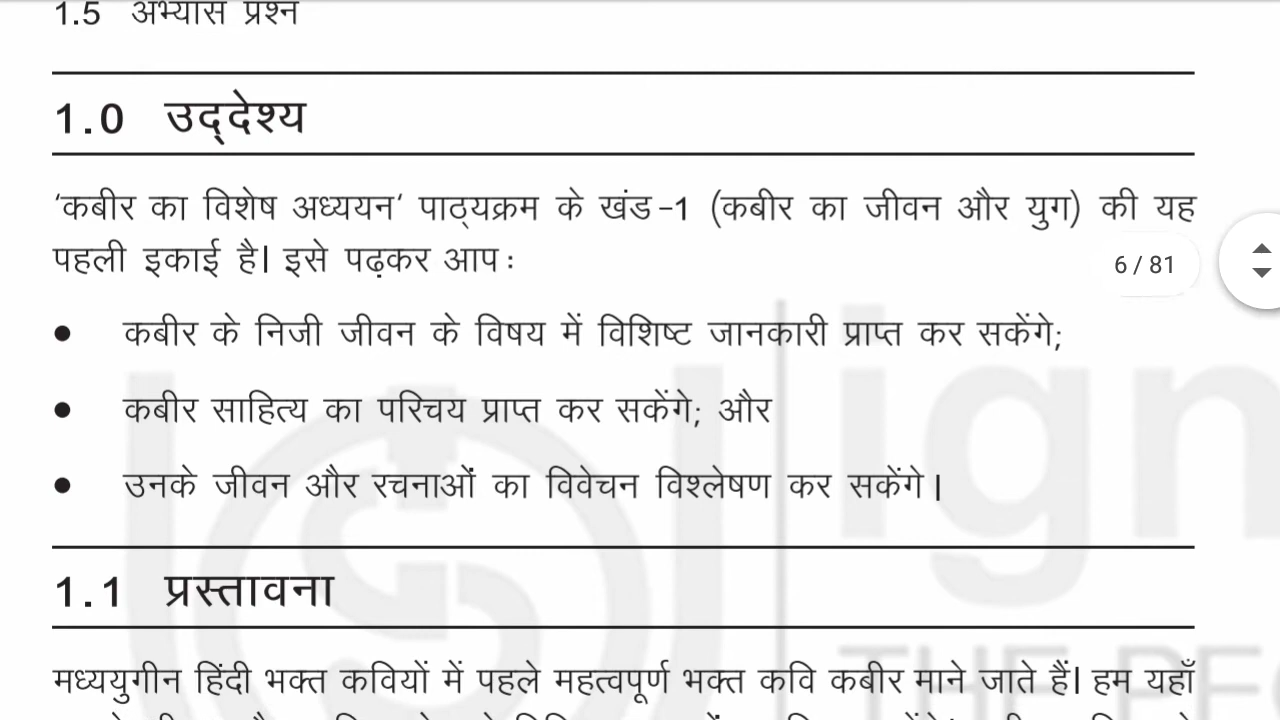 1.5 अभ्यास प्रश्न
1.0 उद्देश्य
‘कबीर का विशेष अध्ययन’ पाठ्यक्रम के खंड-1 (कबीर का जीवन और युग) की यह
पहली इकाई है। इसे पढ़कर आप :
6 / 81
● कबीर के निजी जीवन के विषय में विशिष्ट जानकारी प्राप्त कर सकेंगे;
● कबीर साहित्य का परिचय प्राप्त कर सकेंगे; और
● उनके जीवन और रचनाओं का विवेचन विश्लेषण कर सकेंगे।
1.1 प्रस्तावना
मध्ययुगीन हिंदी भक्त कवियों में पहले महत्वपूर्ण भक्त कवि कबीर माने जाते हैं। हम यहाँ
ign
THE PEO